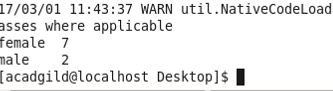 17/03/01 11:43:37 WARN util.NativeCodeLoad
asses where applicable
female 7
male 2
[acadgild@localhost Desktop]$